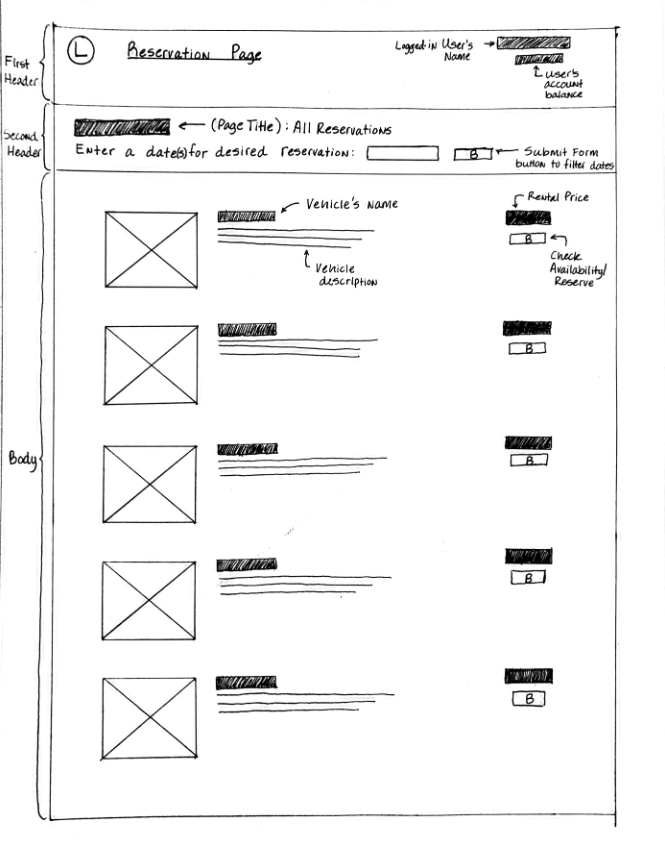 First
Header
L
Reservation Page
Logged-in User's
Name
User's
account
balance
Second
Header
(Page Title): All Reservations
Enter a date(s) for desired reservation:
B
Submit Form
button to filter dates
Body
Vehicle's Name
Vehicle
description
Rental Price
B
Check
Availability/
Reserve
B
B
B
B